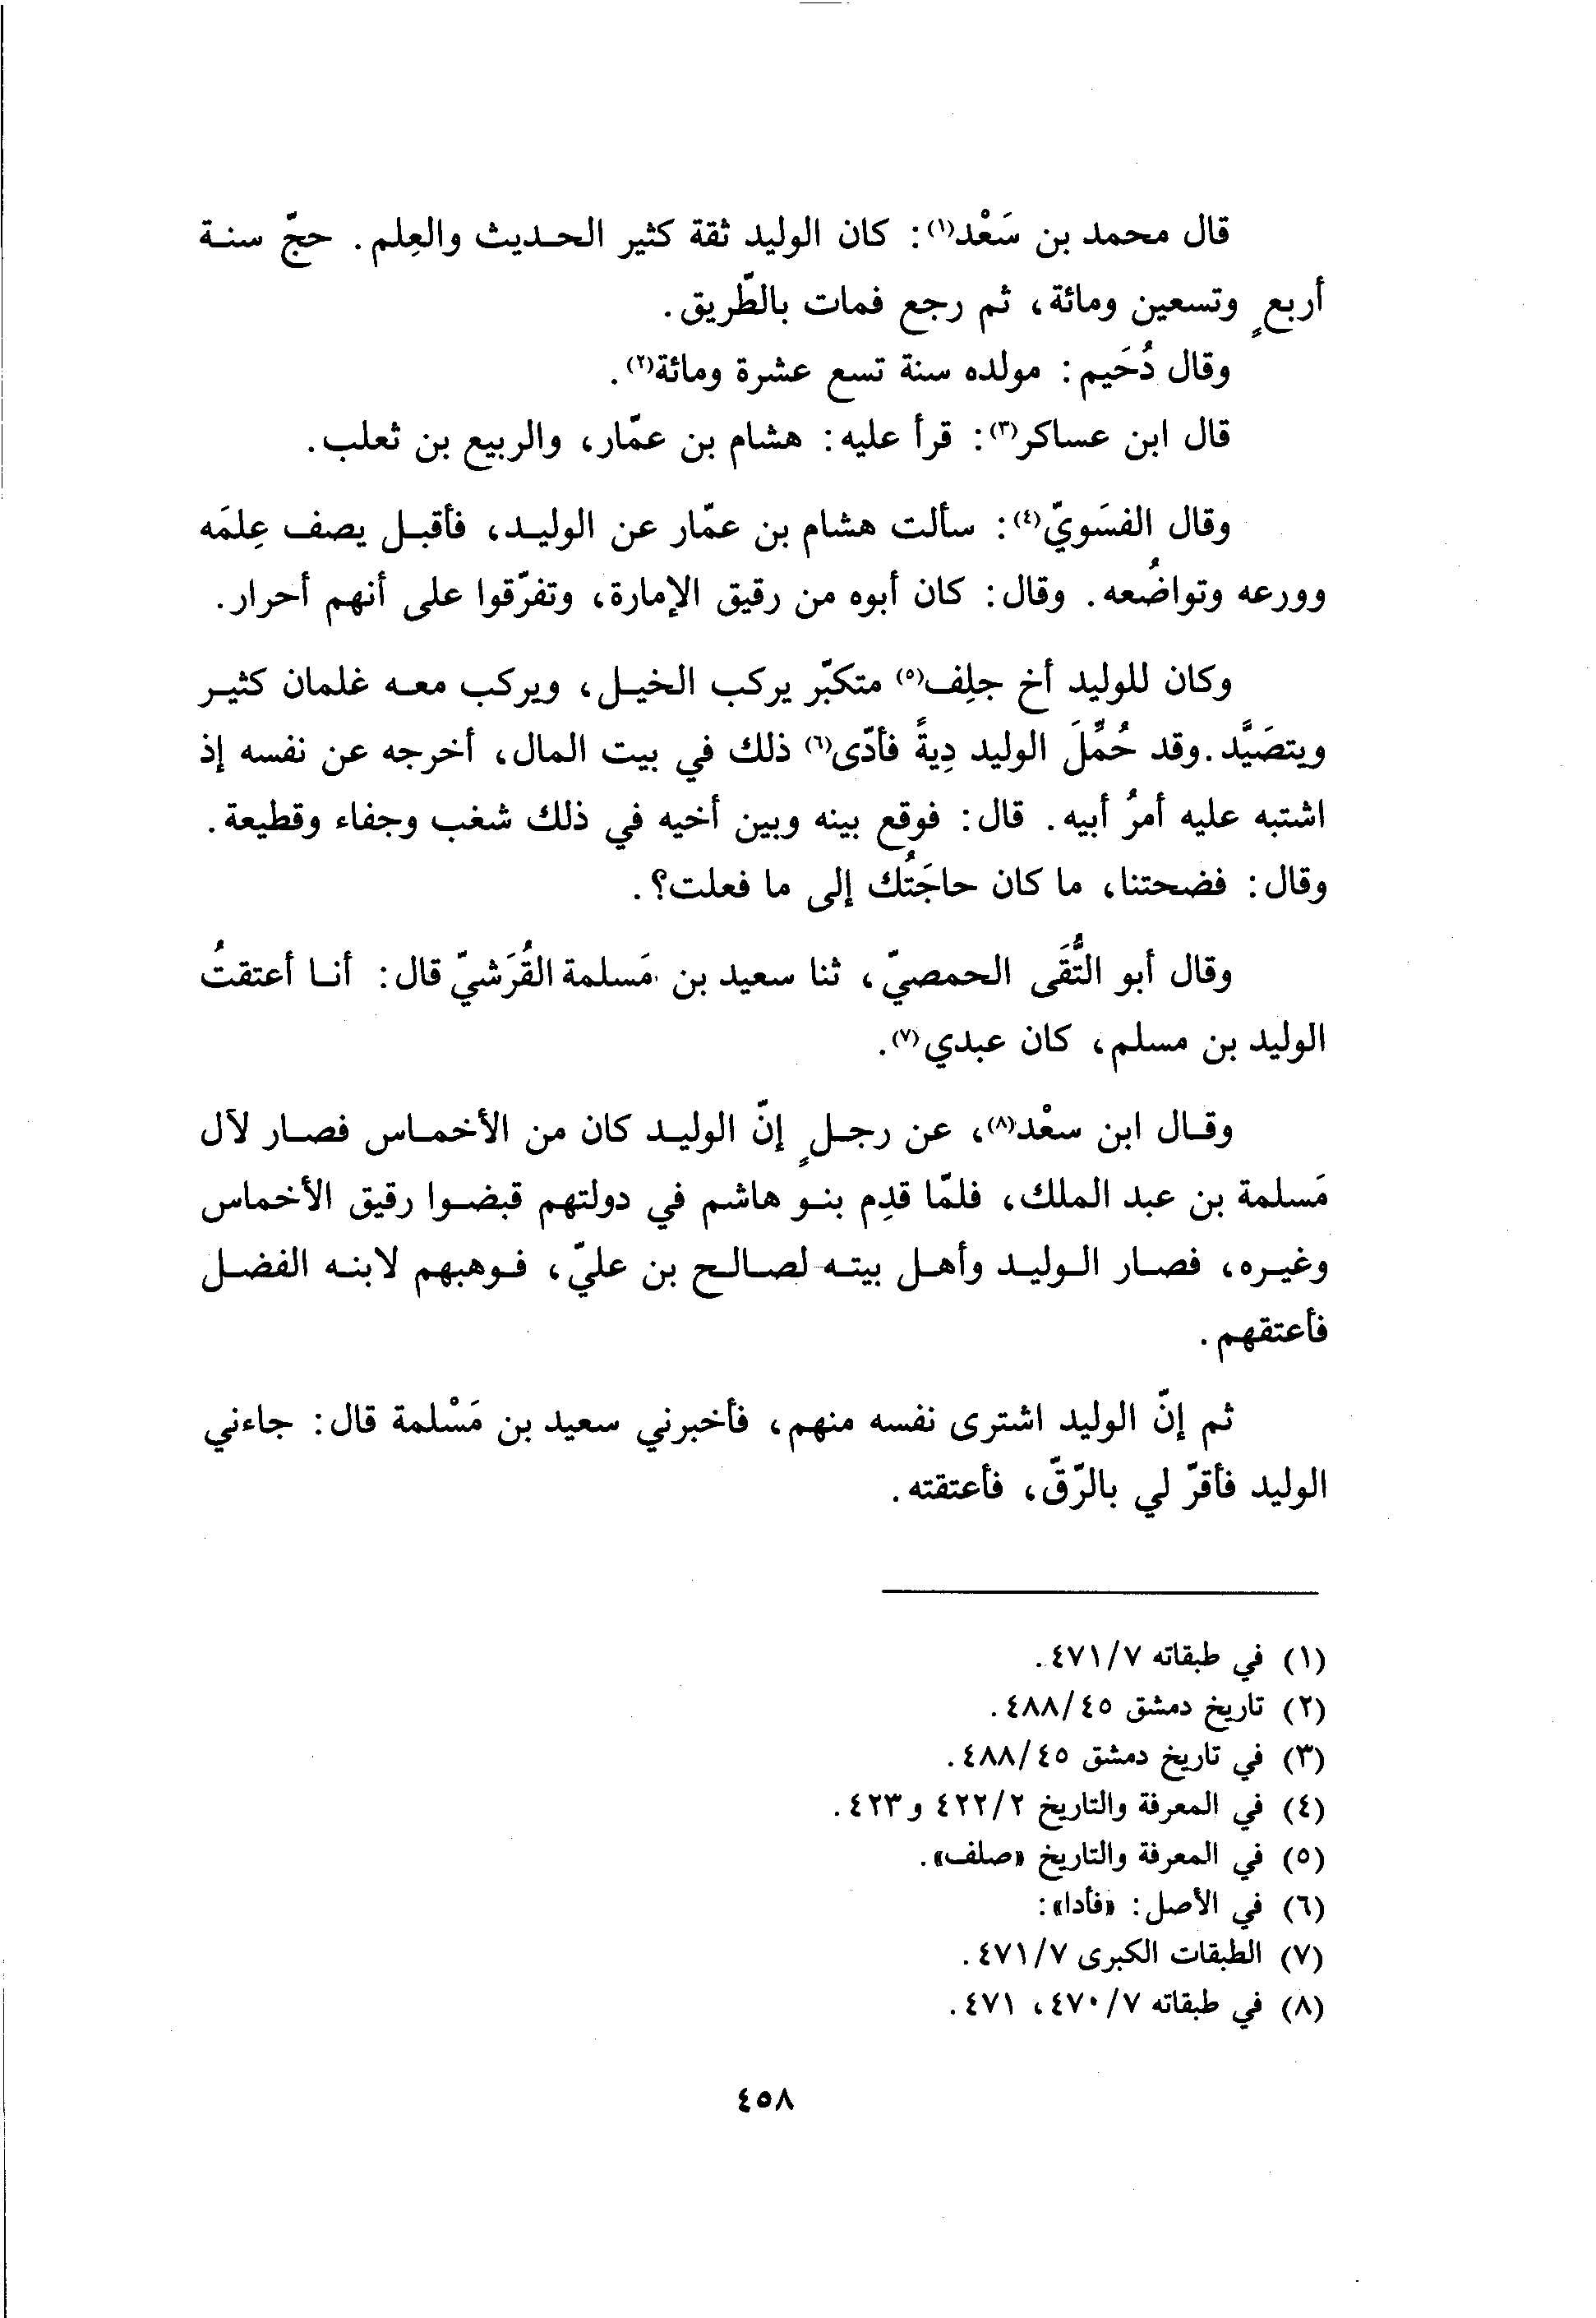 قال محمد بن سَعْد(١): كان الوليد ثقة كثير الحديث والعِلم. حجّ سنة
أربعٍ وتسعين ومائة، ثم رجع فمات بالطّريق.
وقال دُحَيم: مولده سنة تسع عشرة ومائة(٢).
قال ابن عساكر(٣): قرأ عليه: هشام بن عمّار، والربيع بن ثعلب.
وقال الفسَويّ(٤): سألت هشام بن عمّار عن الوليد، فأقبل يصف عِلمَه
وورعه وتواضُعه. وقال: كان أبوه من رقيق الإمارة، وتفرّقوا على أنهم أحرار.
وكان للوليد أخ جلِف(٥) متكبّر يركب الخيل، ويركب معه غلمان كثير
ويتصَيَّد. وقد حُمِّلَ الوليد دِيةً فأدّى(٦) ذلك في بيت المال، أخرجه عن نفسه إذ
اشتبه عليه أمرُ أبيه. قال: فوقع بينه وبين أخيه في ذلك شغب وجفاء وقطيعة.
وقال: فضحتنا، ما كان حاجَتُك إلى ما فعلت؟.
وقال أبو التُّقَى الحمصيّ، ثنا سعيد بن مَسلمة القُرَشيّ قال: أنا أعتقتُ
الوليد بن مسلم، كان عبدي(٧).
وقال ابن سعْد(٨)، عن رجلٍ إنّ الوليد كان من الأخماس فصار لآل
مَسلمة بن عبد الملك، فلمّا قدِم بنو هاشم في دولتهم قبضوا رقيق الأخماس
وغيره، فصار الوليد وأهل بيته لصالح بن عليّ، فوهبهم لابنه الفضل
فأعتقهم.
ثم إنّ الوليد اشترى نفسه منهم، فأخبرني سعيد بن مَسْلمة قال: جاءني
الوليد فأقرّ لي بالرّقّ، فأعتقته.
(١) في طبقاته ٤٧١/٧.
(٢) تاريخ دمشق ٤٨٨/٤٥.
(٣) في تاريخ دمشق ٤٨٨/٤٥.
(٤) في المعرفة والتاريخ ٤٢٢/٢ و٤٢٣.
(٥) في المعرفة والتاريخ «صلف».
(٦) في الأصل: «فأدا»:
(٧) الطبقات الكبرى ٤٧١/٧.
(٨) في طبقاته ٤٧٠/٧، ٤٧١.
٤٥٨